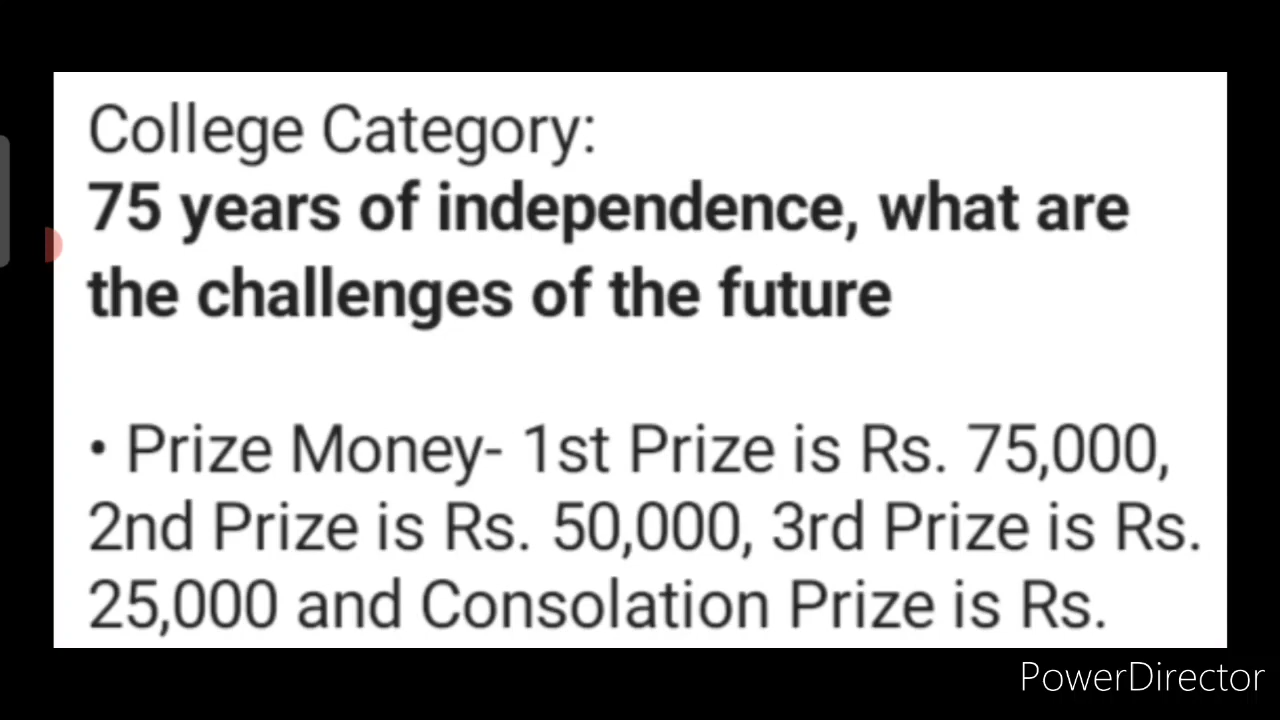 College Category:
75 years of independence, what are
the challenges of the future
• Prize Money- 1st Prize is Rs. 75,000,
2nd Prize is Rs. 50,000, 3rd Prize is Rs.
25,000 and Consolation Prize is Rs.
PowerDirector